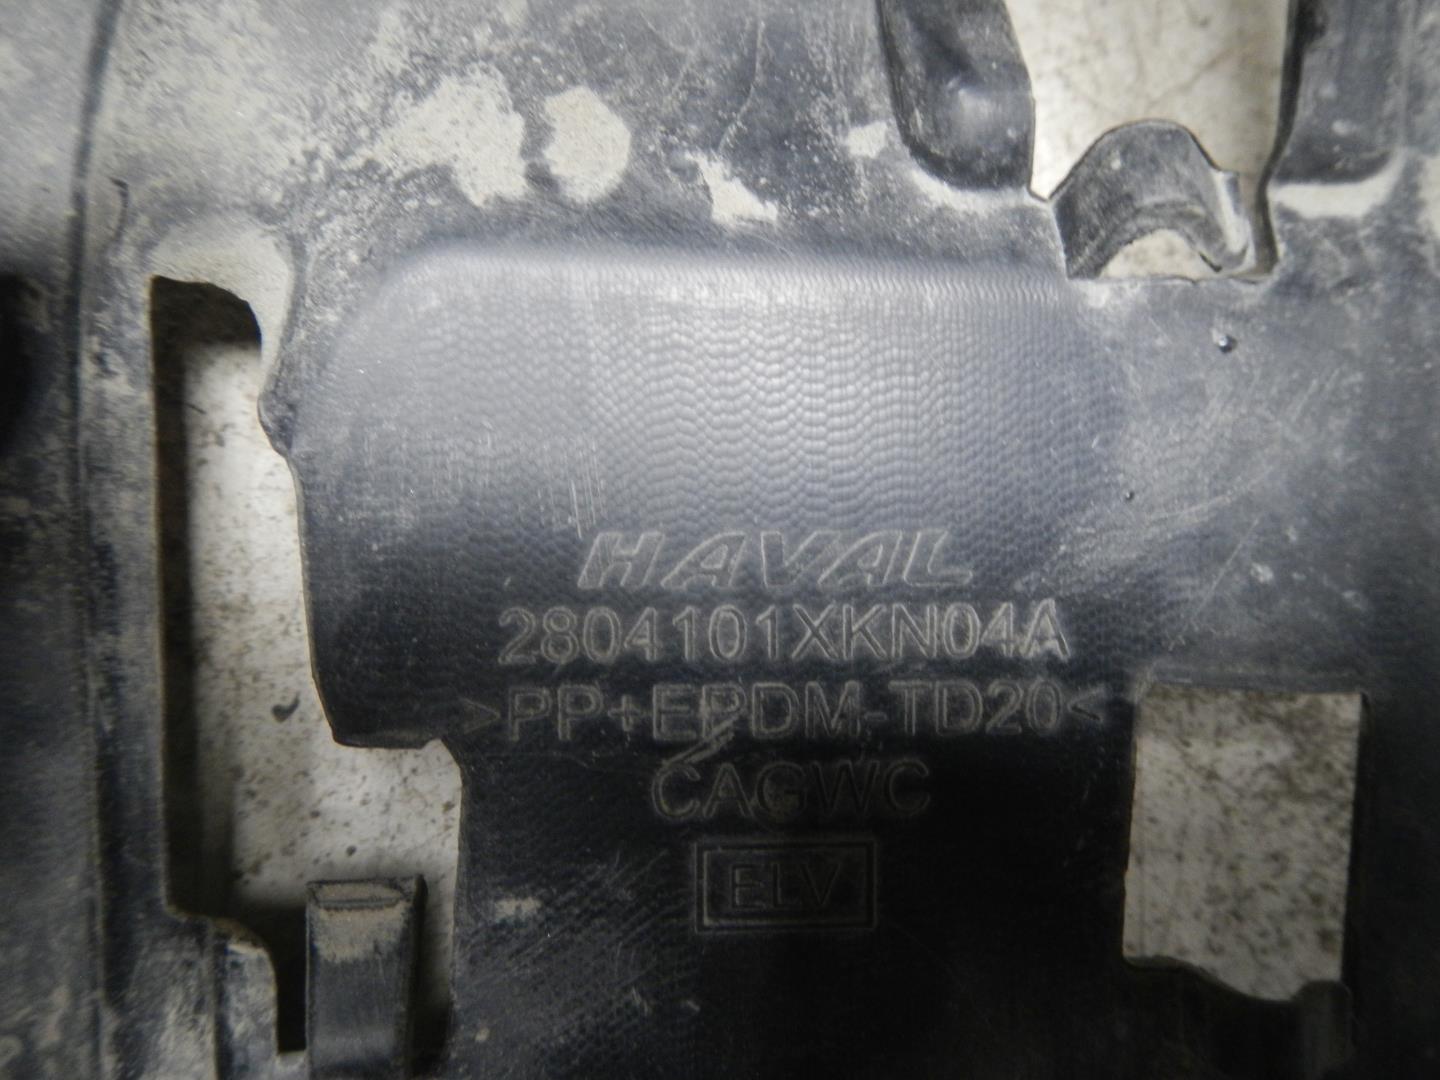 HAVAL
2804101XKN04A
>PP+EPDM-TD20<
CAGWC
ELV